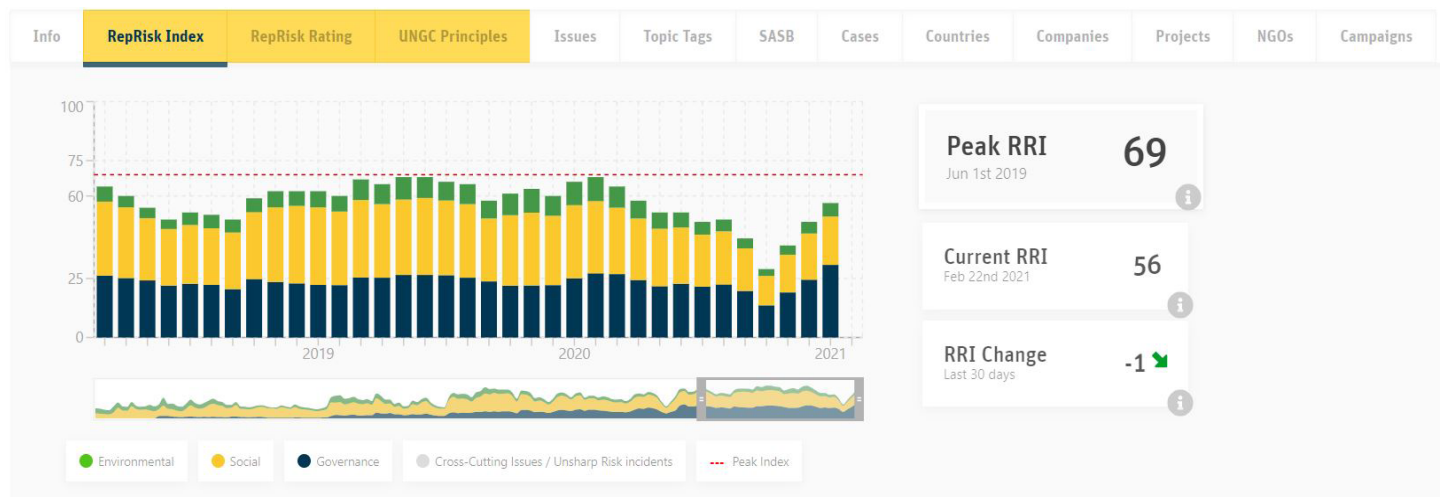 Info RepRisk Index RepRisk Rating UNGC Principles Issues Topic Tags SASB Cases Countries Companies Projects NGOs Campaigns
100
75
60
25
0
2019 2020 2021
Peak RRI 69
Jun 1st 2019
Current RRI 56
Feb 22nd 2021
RRI Change -1
Last 30 days
Environmental Social Governance Cross-Cutting Issues / Unsharp Risk incidents Peak Index